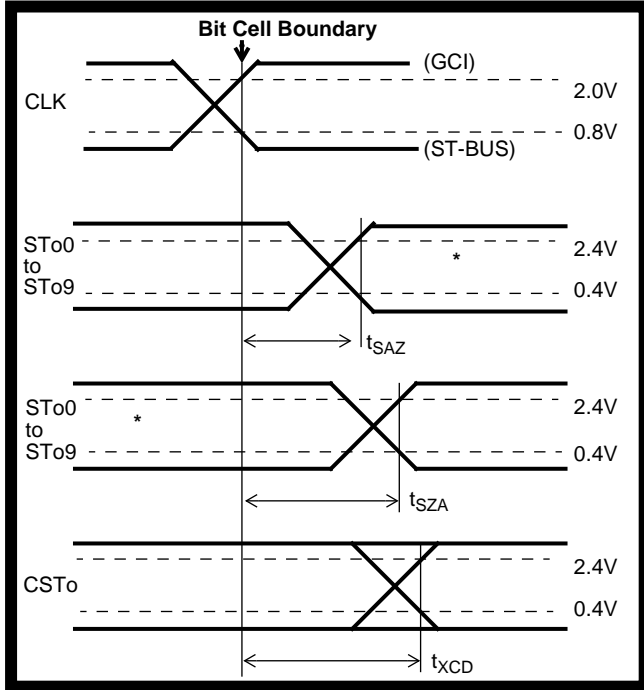 Bit Cell Boundary
(GCI)
CLK
2.0V
0.8V
(ST-BUS)
STo0
to
STo9
*
2.4V
0.4V
tSAZ
STo0
to
STo9
*
2.4V
0.4V
tSZA
CSTo
2.4V
0.4V
tXCD